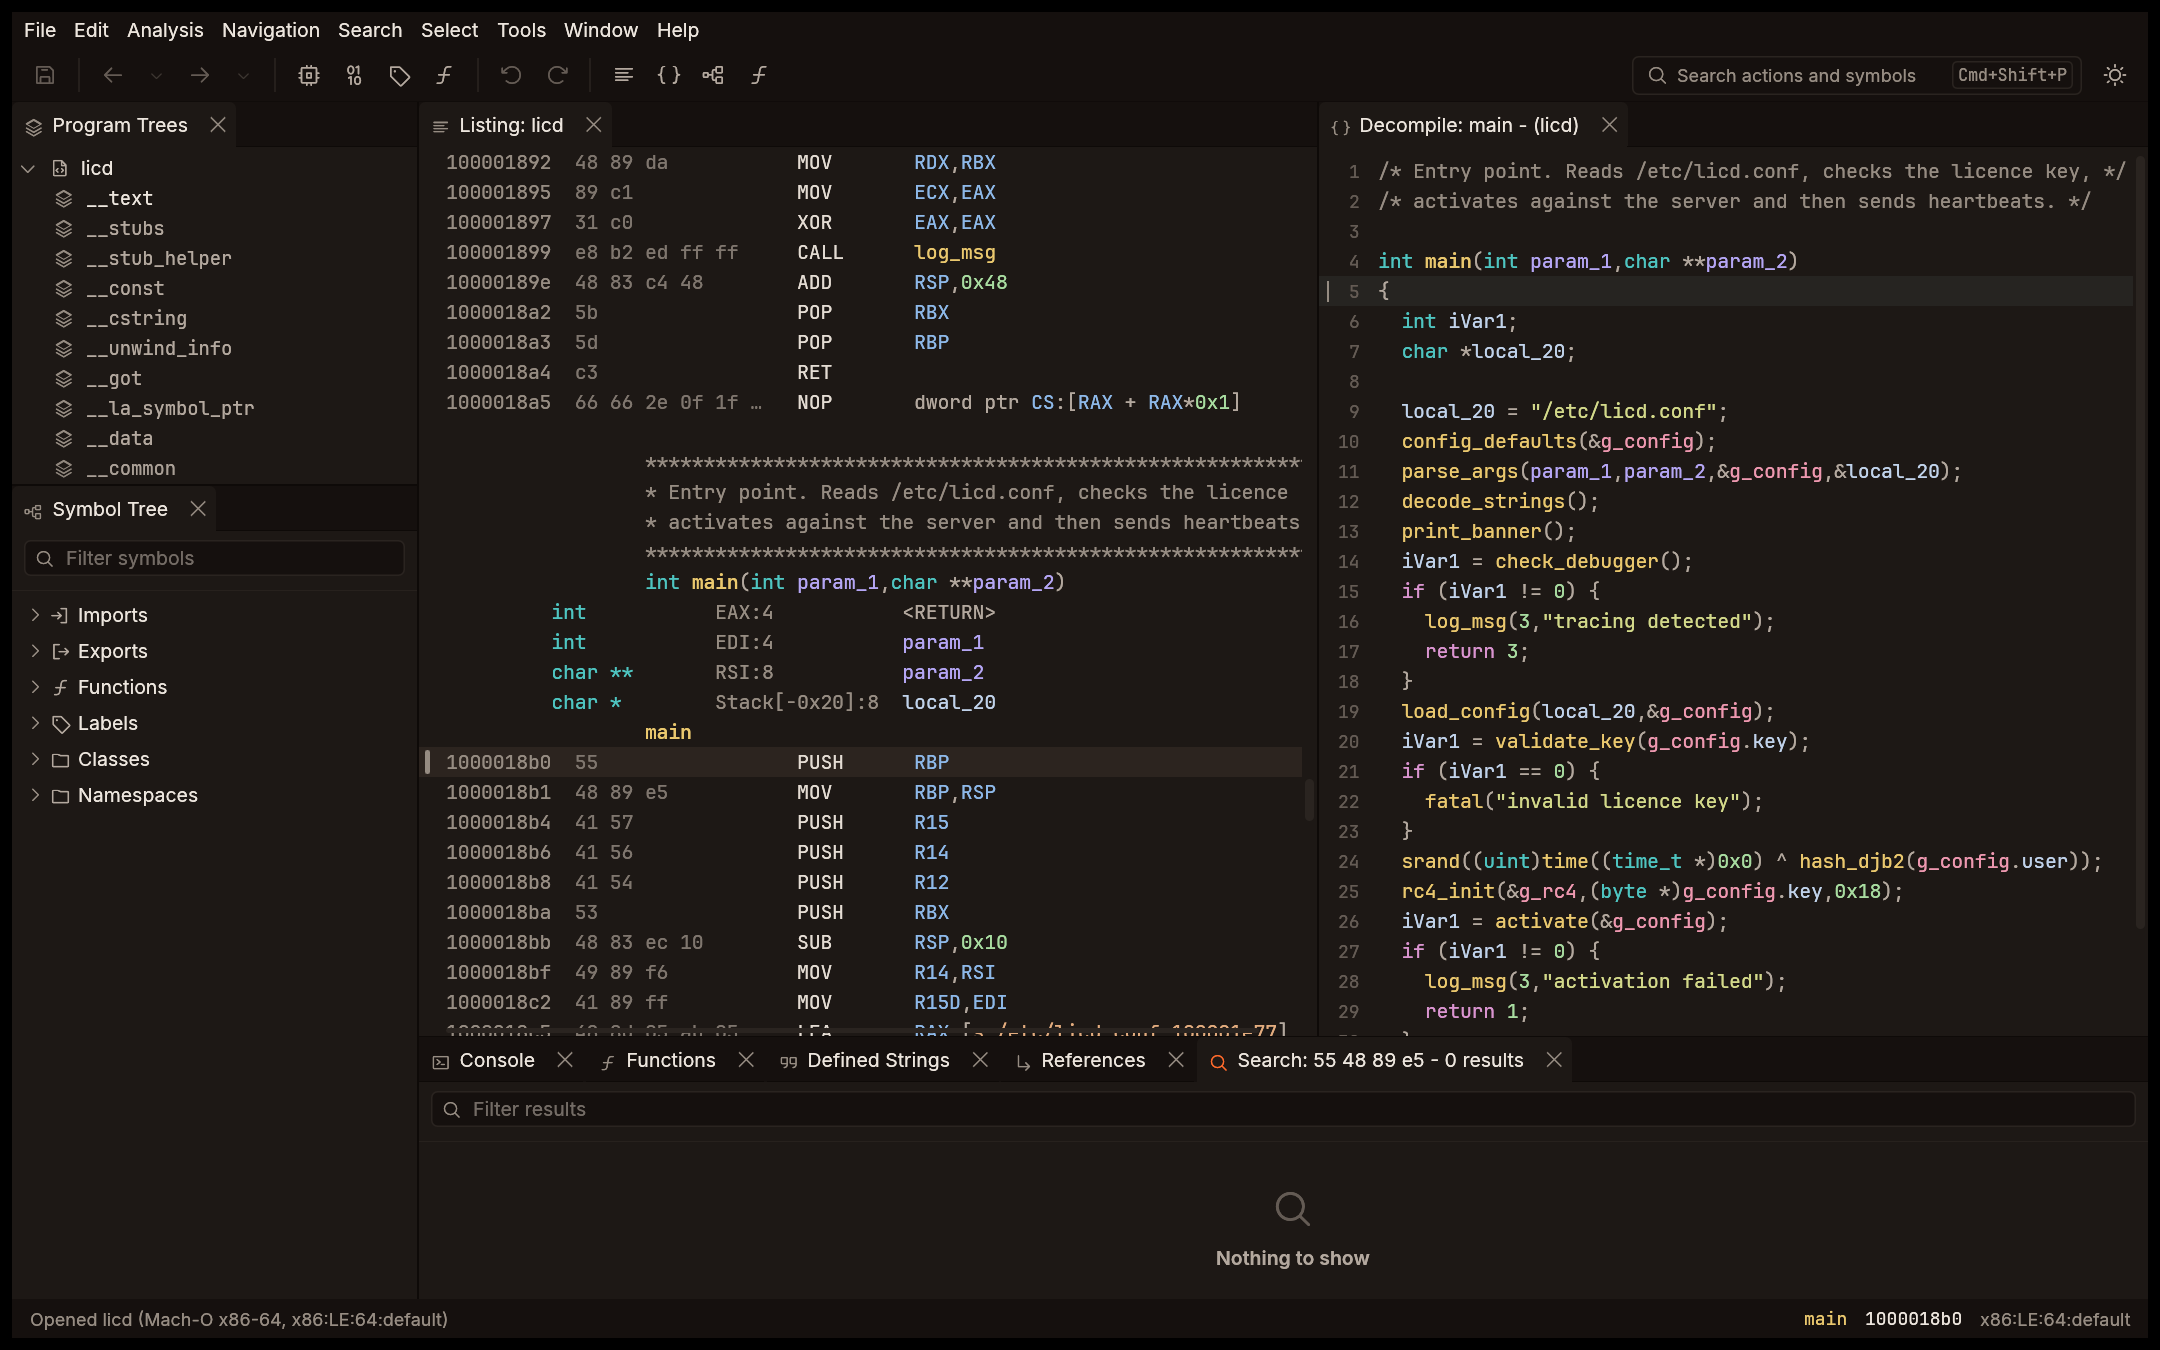 File Edit Analysis Navigation Search Select Tools Window Help
Search actions and symbols Cmd+Shift+P
Program Trees
licd
__text
__stubs
__stub_helper
__const
__cstring
__unwind_info
__got
__la_symbol_ptr
__data
__common
Symbol Tree
Filter symbols
Imports
Exports
Functions
Labels
Classes
Namespaces
Listing: licd
100001892 48 89 da MOV RDX,RBX
100001895 89 c1 MOV ECX,EAX
100001897 31 c0 XOR EAX,EAX
100001899 e8 b2 ed ff ff CALL log_msg
10000189e 48 83 c4 48 ADD RSP,0x48
1000018a2 5b POP RBX
1000018a3 5d POP RBP
1000018a4 c3 RET
1000018a5 66 66 2e 0f 1f … NOP dword ptr CS:[RAX + RAX*0x1]
********************************************************
* Entry point. Reads /etc/licd.conf, checks the licence
* activates against the server and then sends heartbeats
********************************************************
int main(int param_1,char **param_2)
int EAX:4 <RETURN>
int EDI:4 param_1
char ** RSI:8 param_2
char * Stack[-0x20]:8 local_20
main
1000018b0 55 PUSH RBP
1000018b1 48 89 e5 MOV RBP,RSP
1000018b4 41 57 PUSH R15
1000018b6 41 56 PUSH R14
1000018b8 41 54 PUSH R12
1000018ba 53 PUSH RBX
1000018bb 48 83 ec 10 SUB RSP,0x10
1000018bf 49 89 f6 MOV R14,RSI
1000018c2 41 89 ff MOV R15D,EDI
Decompile: main - (licd)
1 /* Entry point. Reads /etc/licd.conf, checks the licence key, */
2 /* activates against the server and then sends heartbeats. */
3
4 int main(int param_1,char **param_2)
5 {
6 int iVar1;
7 char *local_20;
8
9 local_20 = "/etc/licd.conf";
10 config_defaults(&g_config);
11 parse_args(param_1,param_2,&g_config,&local_20);
12 decode_strings();
13 print_banner();
14 iVar1 = check_debugger();
15 if (iVar1 != 0) {
16 log_msg(3,"tracing detected");
17 return 3;
18 }
19 load_config(local_20,&g_config);
20 iVar1 = validate_key(g_config.key);
21 if (iVar1 == 0) {
22 fatal("invalid licence key");
23 }
24 srand((uint)time((time_t *)0x0) ^ hash_djb2(g_config.user));
25 rc4_init(&g_rc4,(byte *)g_config.key,0x18);
26 iVar1 = activate(&g_config);
27 if (iVar1 != 0) {
28 log_msg(3,"activation failed");
29 return 1;
Console Functions Defined Strings References Search: 55 48 89 e5 - 0 results
Filter results
Nothing to show
Opened licd (Mach-O x86-64, x86:LE:64:default)
main 1000018b0 x86:LE:64:default